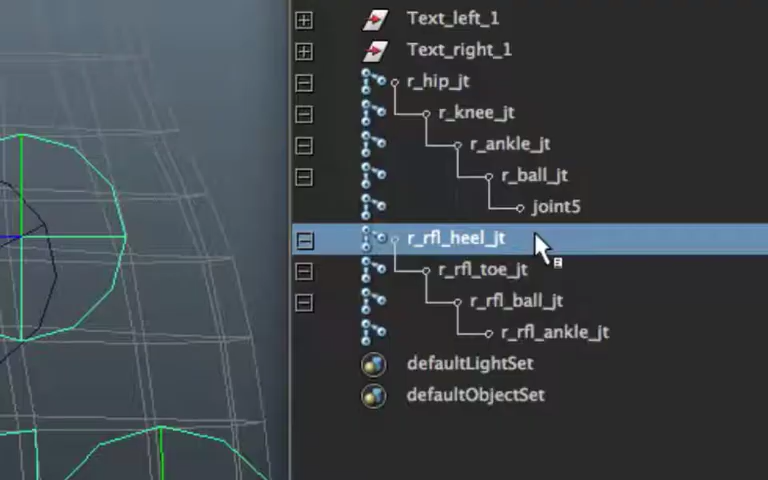 Text_left_1
Text_right_1
r_hip_jt
r_knee_jt
r_ankle_jt
r_ball_jt
joint5
r_rfl_heel_jt
r_rfl_toe_jt
r_rfl_ball_jt
r_rfl_ankle_jt
defaultLightSet
defaultObjectSet